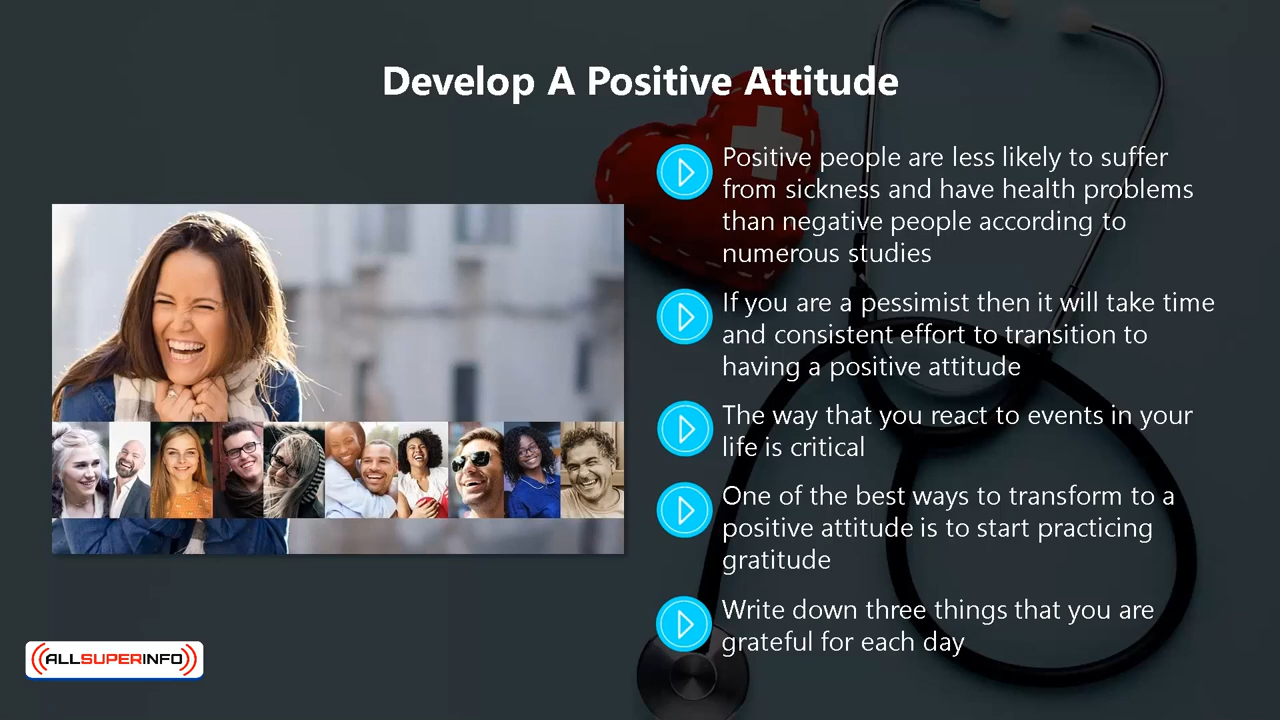 Develop A Positive Attitude
Positive people are less likely to suffer
from sickness and have health problems
than negative people according to
numerous studies
If you are a pessimist then it will take time
and consistent effort to transition to
having a positive attitude
The way that you react to events in your
life is critical
One of the best ways to transform to a
positive attitude is to start practicing
gratitude
Write down three things that you are
grateful for each day
ALLSUPERINFO